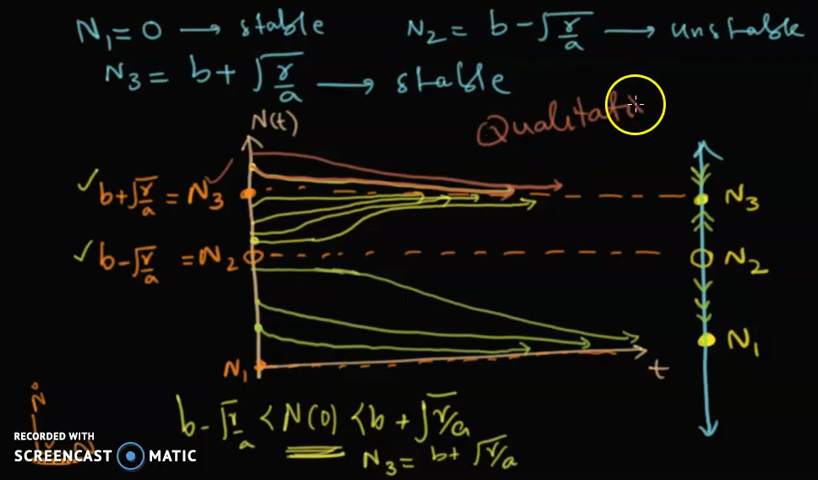 N₁ = 0 → stable
N₂ = b - √r/a → unstable
N₃ = b + √r/a → stable
N(t)
Qualitati
b+√r/a = N₃
N₃
b-√r/a = N₂
N₂
N₁
N₁
t
Ṅ
N
b - √r/a < N(0) < b + √r/a
N₃ = b+ √r/a
RECORDED WITH
SCREENCAST O MATIC